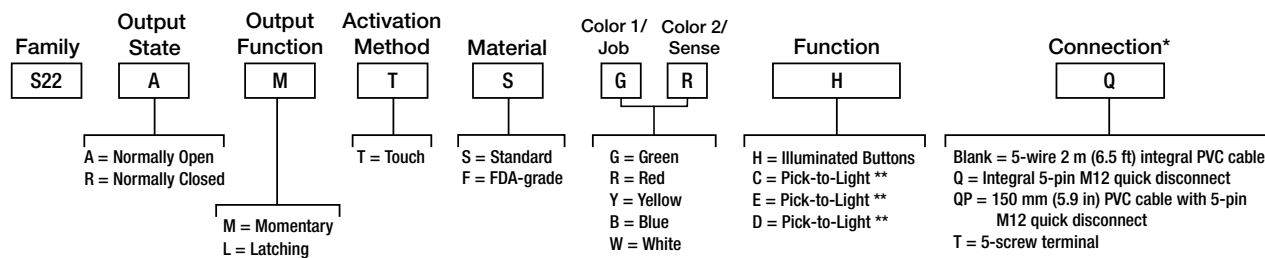 Family
Output
State
Output
Function
Activation
Method
Material
Color 1/
Job
Color 2/
Sense
Function
Connection*
S22
A
M
T
S
G
R
H
Q
A = Normally Open
R = Normally Closed
M = Momentary
L = Latching
T = Touch
S = Standard
F = FDA-grade
G = Green
R = Red
Y = Yellow
B = Blue
W = White
H = Illuminated Buttons
C = Pick-to-Light **
E = Pick-to-Light **
D = Pick-to-Light **
Blank = 5-wire 2 m (6.5 ft) integral PVC cable
Q = Integral 5-pin M12 quick disconnect
QP = 150 mm (5.9 in) PVC cable with 5-pin
M12 quick disconnect
T = 5-screw terminal